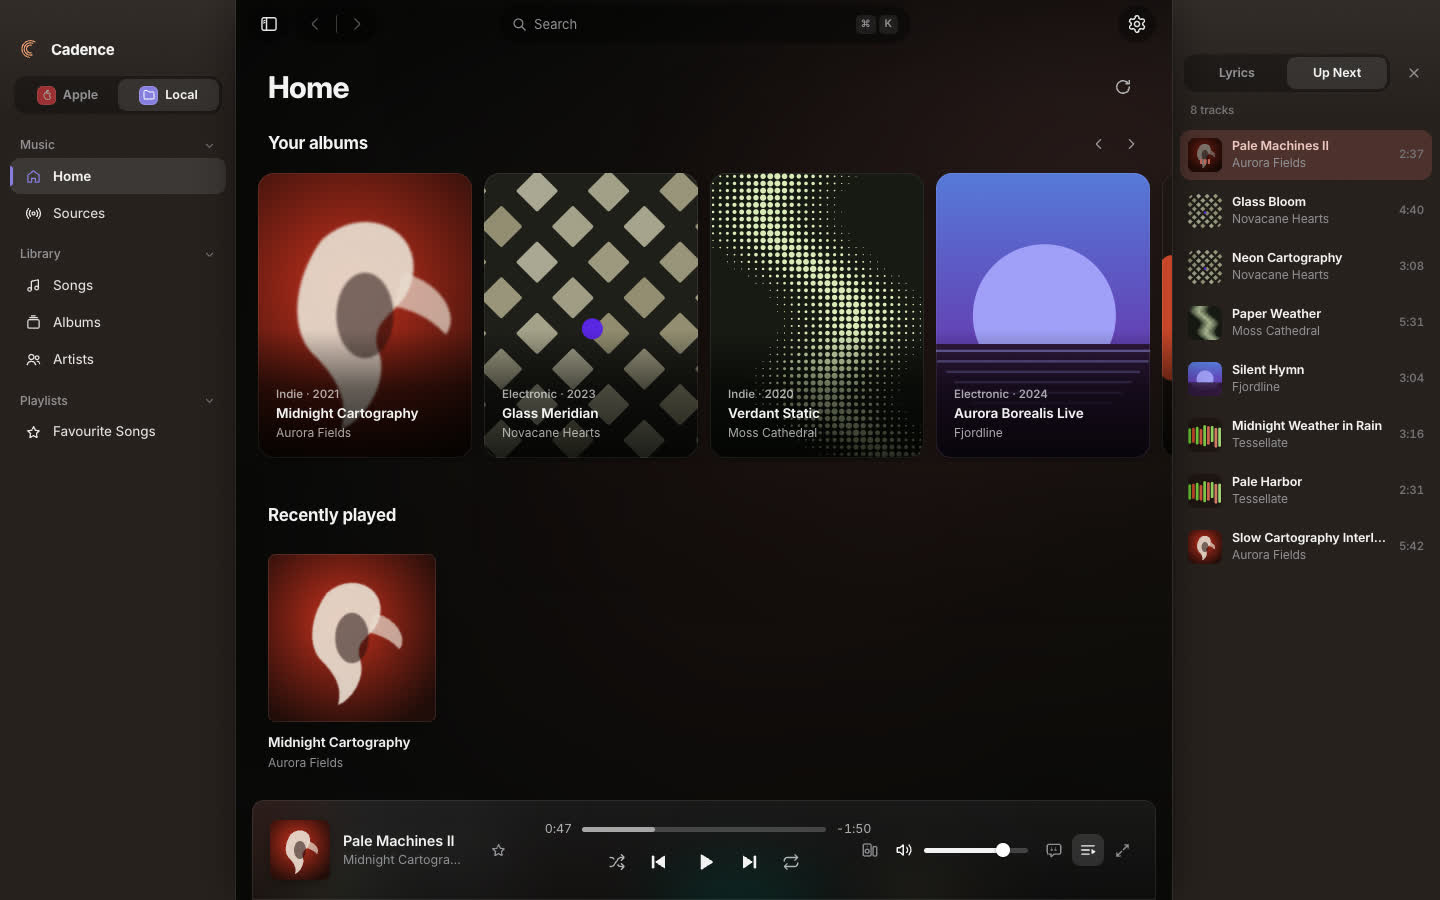 Cadence
Apple
Local
Music
Home
Sources
Library
Songs
Albums
Artists
Playlists
Favourite Songs
Search
⌘ K
Home
Your albums
Indie · 2021
Midnight Cartography
Aurora Fields
Electronic · 2023
Glass Meridian
Novacane Hearts
Indie · 2020
Verdant Static
Moss Cathedral
Electronic · 2024
Aurora Borealis Live
Fjordline
Recently played
Midnight Cartography
Aurora Fields
Pale Machines II
Midnight Cartogra...
0:47
-1:50
Lyrics
Up Next
8 tracks
Pale Machines II
Aurora Fields
2:37
Glass Bloom
Novacane Hearts
4:40
Neon Cartography
Novacane Hearts
3:08
Paper Weather
Moss Cathedral
5:31
Silent Hymn
Fjordline
3:04
Midnight Weather in Rain
Tessellate
3:16
Pale Harbor
Tessellate
2:31
Slow Cartography Interl...
Aurora Fields
5:42